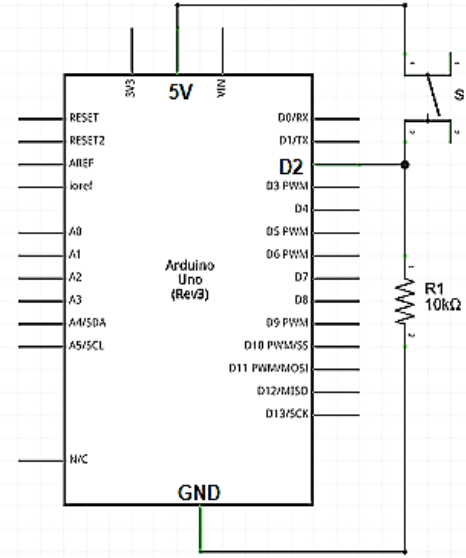 3V3
5V
VIN
RESET
RESET2
AREF
ioref
A0
A1
A2
A3
A4/SDA
A5/SCL
N/C
D0/RX
D1/TX
D2
D3 PWM
D4
D5 PWM
D6 PWM
D7
D8
D9 PWM
D10 PWM/SS
D11 PWM/MOSI
D12/MISO
D13/SCK
Arduino
Uno
(Rev3)
GND
S
R1
10kΩ